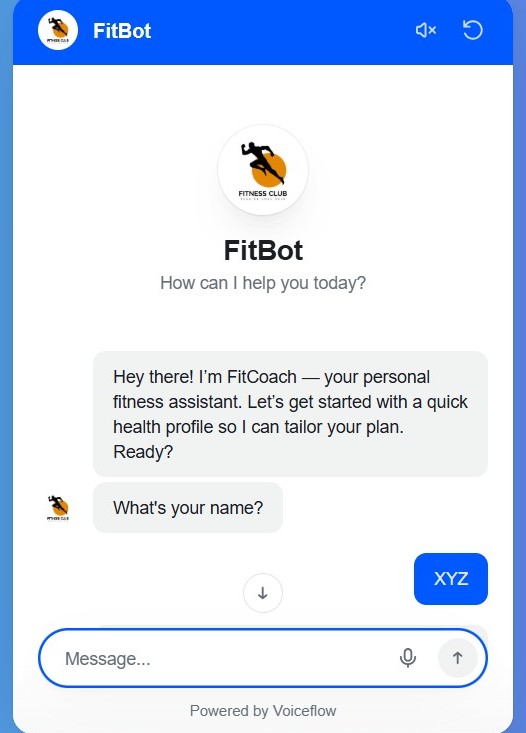 FitBot
FITNESS CLUB
FitBot
How can I help you today?
Hey there! I’m FitCoach — your personal
fitness assistant. Let’s get started with a quick
health profile so I can tailor your plan.
Ready?
What's your name?
XYZ
Message...
Powered by Voiceflow